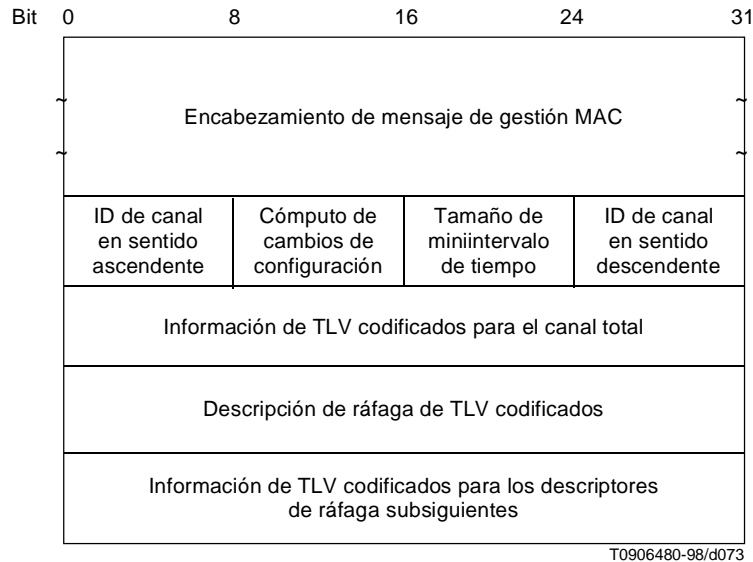 Bit 0 8 16 24 31
~ ~
Encabezamiento de mensaje de gestión MAC
~ ~
ID de canal
en sentido
ascendente
Cómputo de
cambios de
configuración
Tamaño de
miniintervalo
de tiempo
ID de canal
en sentido
descendente
Información de TLV codificados para el canal total
Descripción de ráfaga de TLV codificados
Información de TLV codificados para los descriptores
de ráfaga subsiguientes
T0906480-98/d073